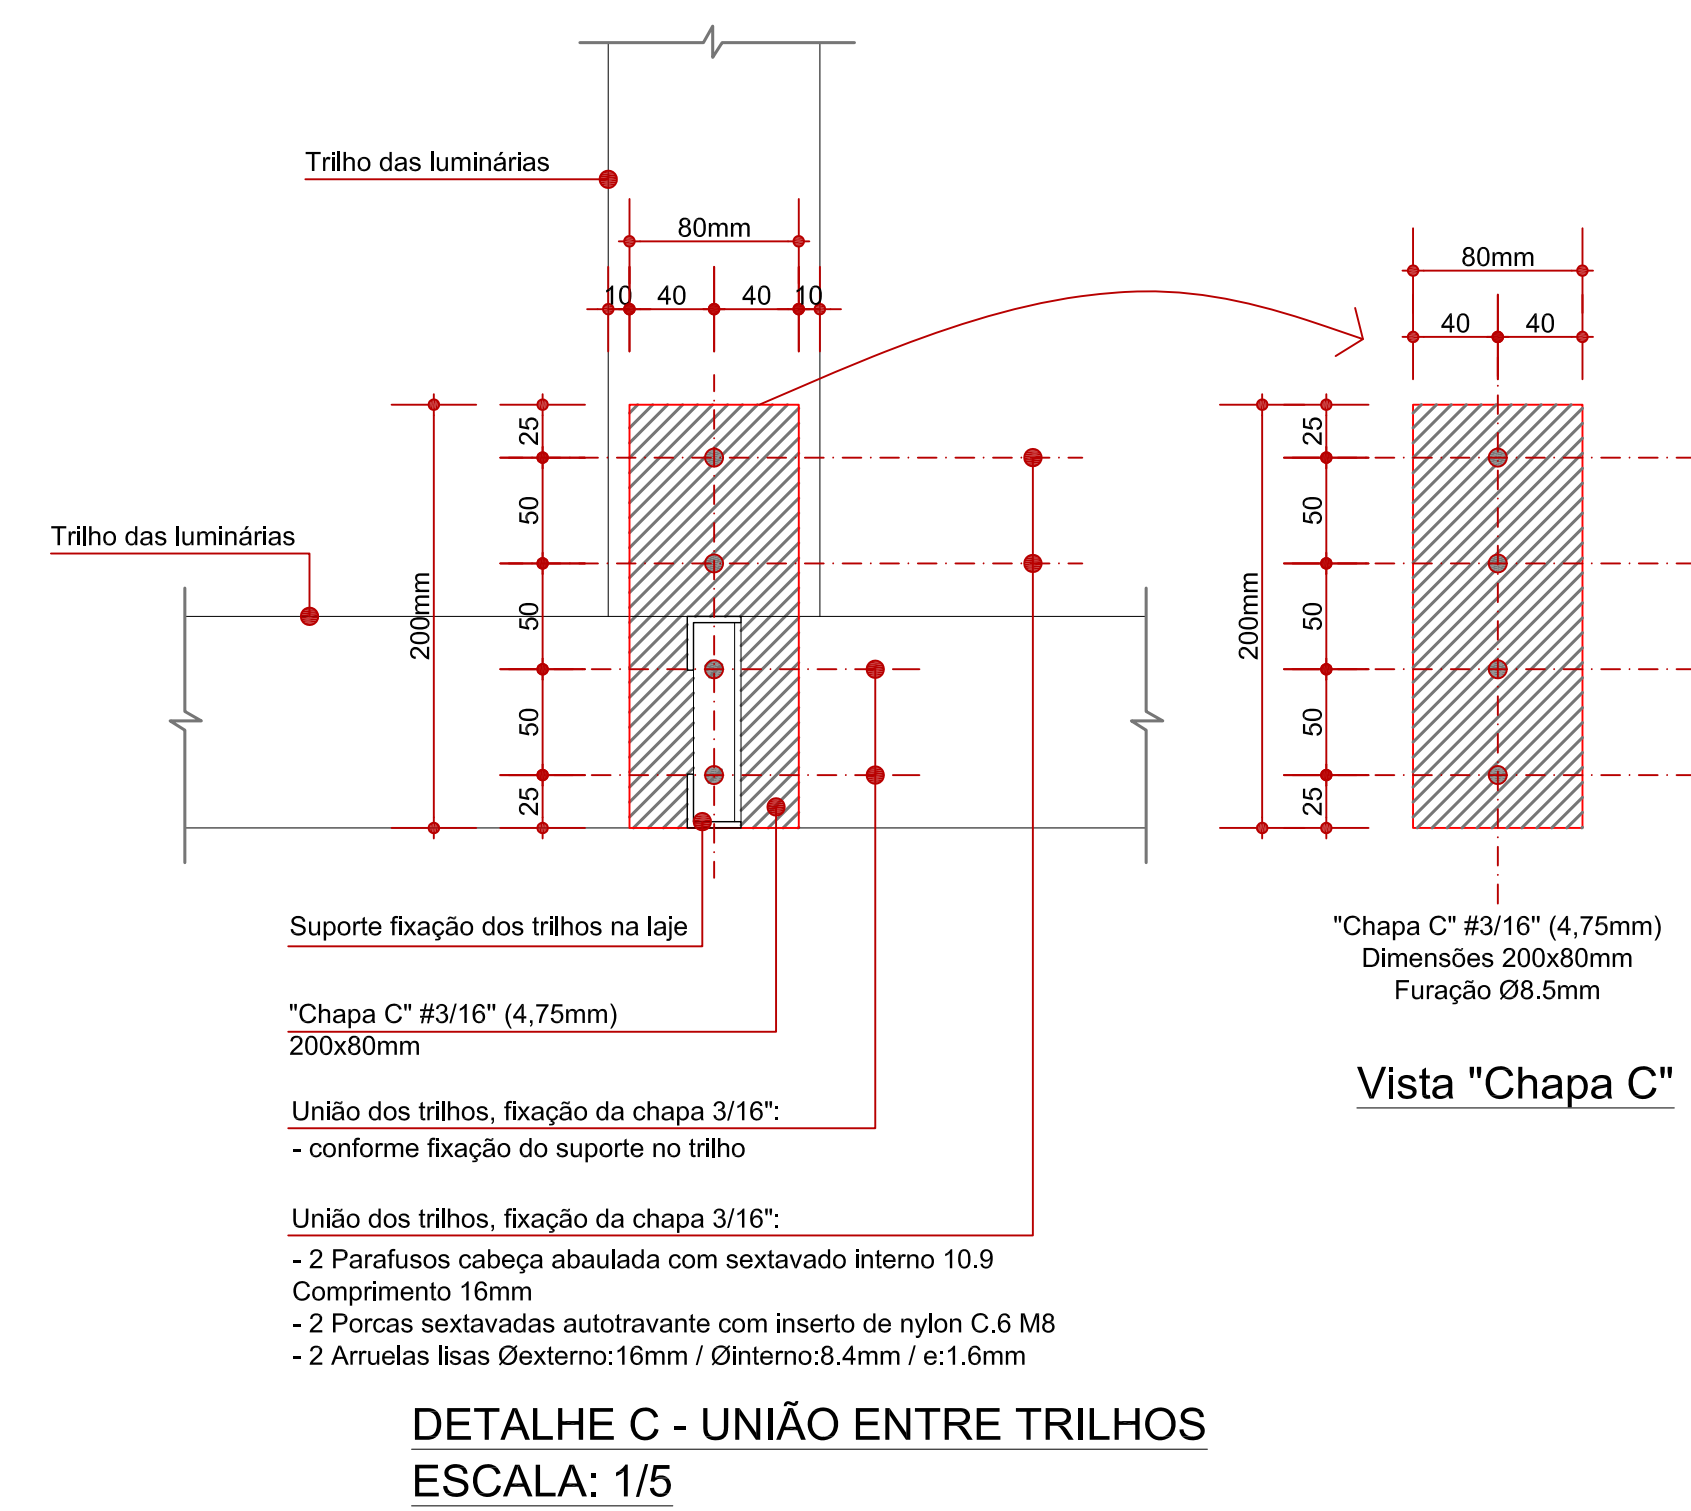 Trilho das luminárias
80mm
10
40
40
10
80mm
40
40
25
50
50
50
25
200mm
Trilho das luminárias
25
50
50
50
25
200mm
Suporte fixação dos trilhos na laje
"Chapa C" #3/16" (4,75mm)
200x80mm
União dos trilhos, fixação da chapa 3/16":
- conforme fixação do suporte no trilho
União dos trilhos, fixação da chapa 3/16":
- 2 Parafusos cabeça abaulada com sextavado interno 10.9
Comprimento 16mm
- 2 Porcas sextavadas autotravante com inserto de nylon C.6 M8
- 2 Arruelas lisas Øexterno:16mm / Øinterno:8.4mm / e:1.6mm
"Chapa C" #3/16" (4,75mm)
Dimensões 200x80mm
Furação Ø8.5mm
Vista "Chapa C"
DETALHE C - UNIÃO ENTRE TRILHOS
ESCALA: 1/5